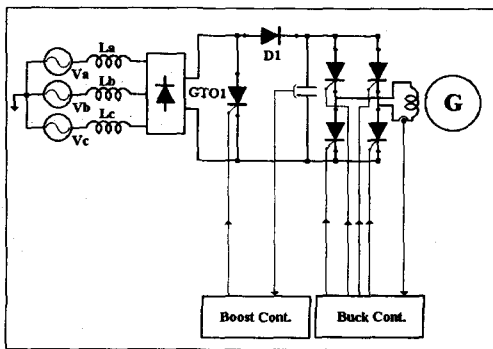 La
Va
Lb
Vb
Lc
Vc
GTO1
D1
G
Boost Cont.
Buck Cont.